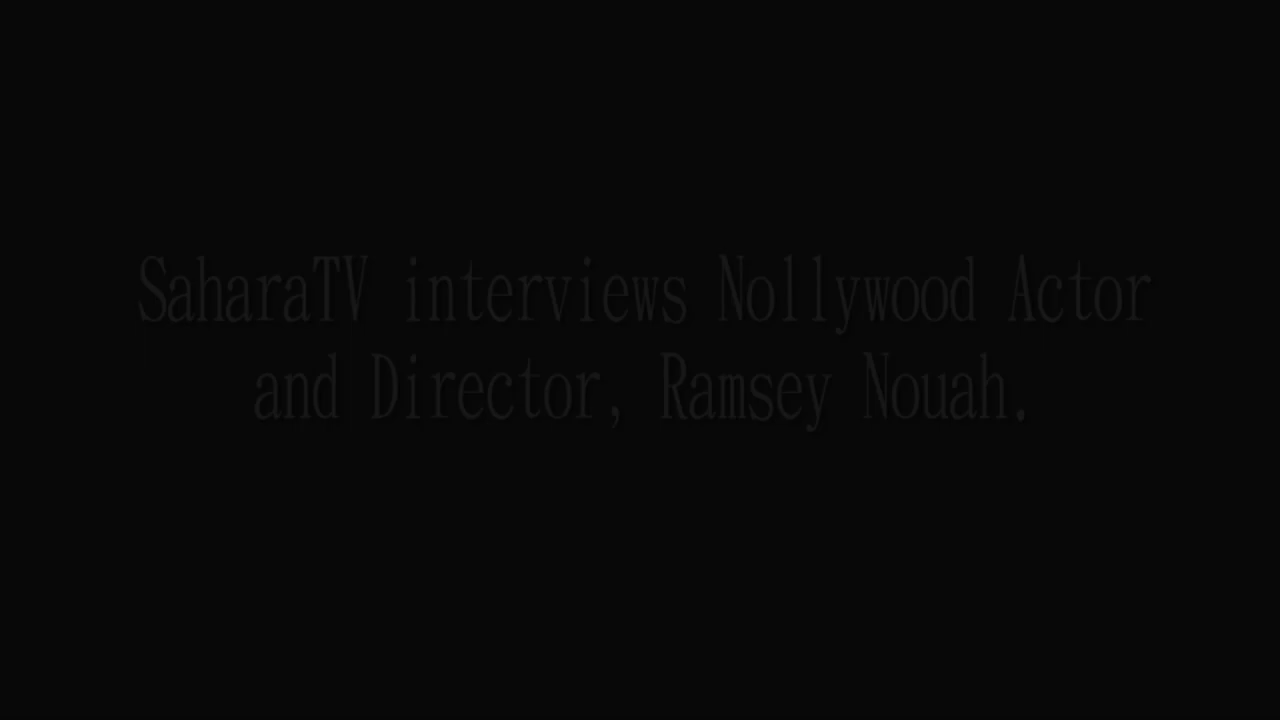 SaharaTV interviews Nollywood Actor
and Director, Ramsey Nouah.